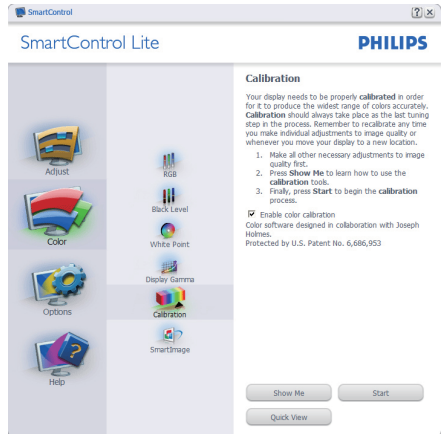 SmartControl
SmartControl Lite
PHILIPS
Adjust
Color
Options
Help
RGB
Black Level
White Point
Display Gamma
Calibration
SmartImage
Calibration
Your display needs to be properly calibrated in order
for it to produce the widest range of colors accurately.
Calibration should always take place as the last tuning
step in the process. Remember to recalibrate any time
you make individual adjustments to image quality or
whenever you move your display to a new location.
1. Make all other necessary adjustments to image
quality first.
2. Press Show Me to learn how to use the
calibration tools.
3. Finally, press Start to begin the calibration
process.
Enable color calibration
Color software designed in collaboration with Joseph
Holmes.
Protected by U.S. Patent No. 6,686,953
Show Me
Start
Quick View